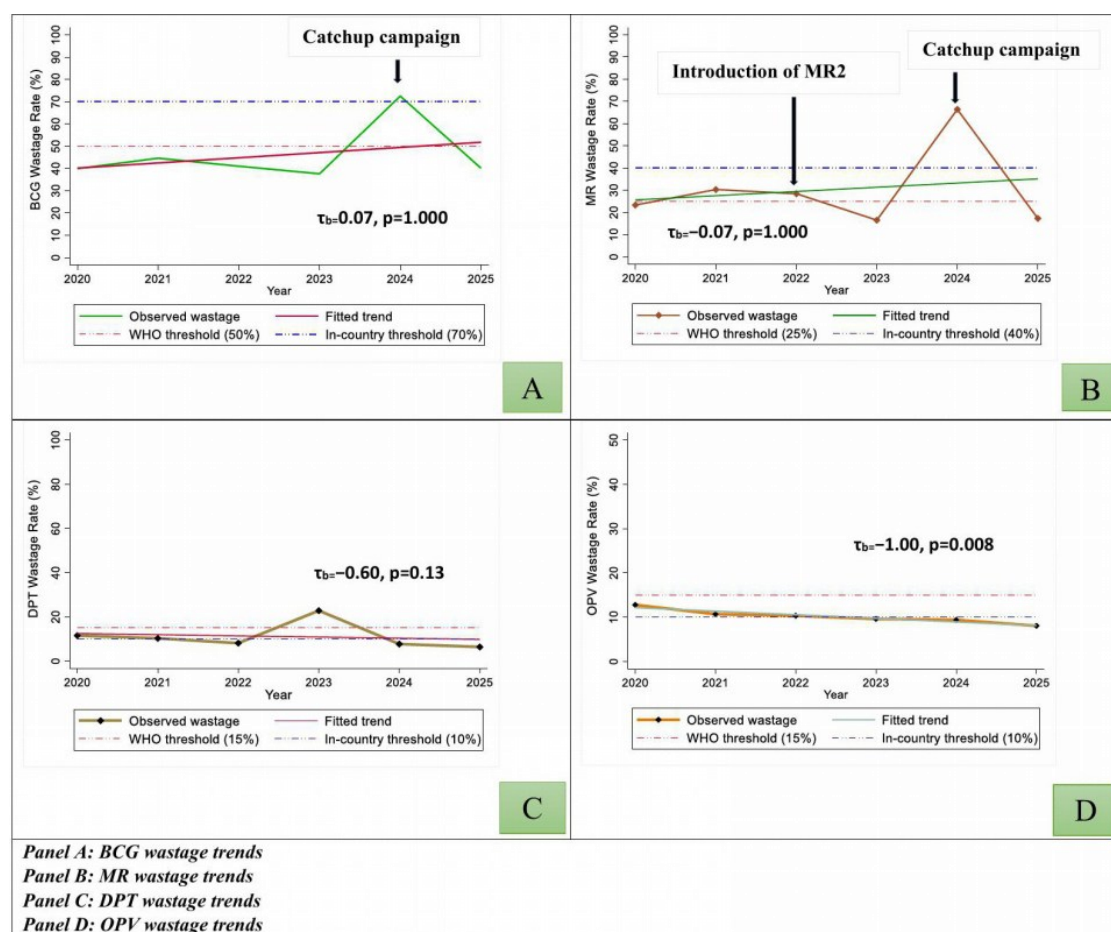 Catchup campaign
BCG Wastage Rate (%)
100
90
80
70
60
50
40
30
20
10
0
τb=0.07, p=1.000
2020 2021 2022 2023 2024 2025
Year
Observed wastage Fitted trend
WHO threshold (50%) In-country threshold (70%)
A
Catchup campaign
Introduction of MR2
MR Wastage Rate (%)
100
90
80
70
60
50
40
30
20
10
0
τb=−0.07, p=1.000
2020 2021 2022 2023 2024 2025
Year
Observed wastage Fitted trend
WHO threshold (25%) In-country threshold (40%)
B
DPT Wastage Rate (%)
100
80
60
40
20
0
τb=−0.60, p=0.13
2020 2021 2022 2023 2024 2025
Year
Observed wastage Fitted trend
WHO threshold (15%) In-country threshold (10%)
C
OPV Wastage Rate (%)
50
40
30
20
10
0
τb=−1.00, p=0.008
2020 2021 2022 2023 2024 2025
Year
Observed wastage Fitted trend
WHO threshold (15%) In-country threshold (10%)
D
Panel A: BCG wastage trends
Panel B: MR wastage trends
Panel C: DPT wastage trends
Panel D: OPV wastage trends